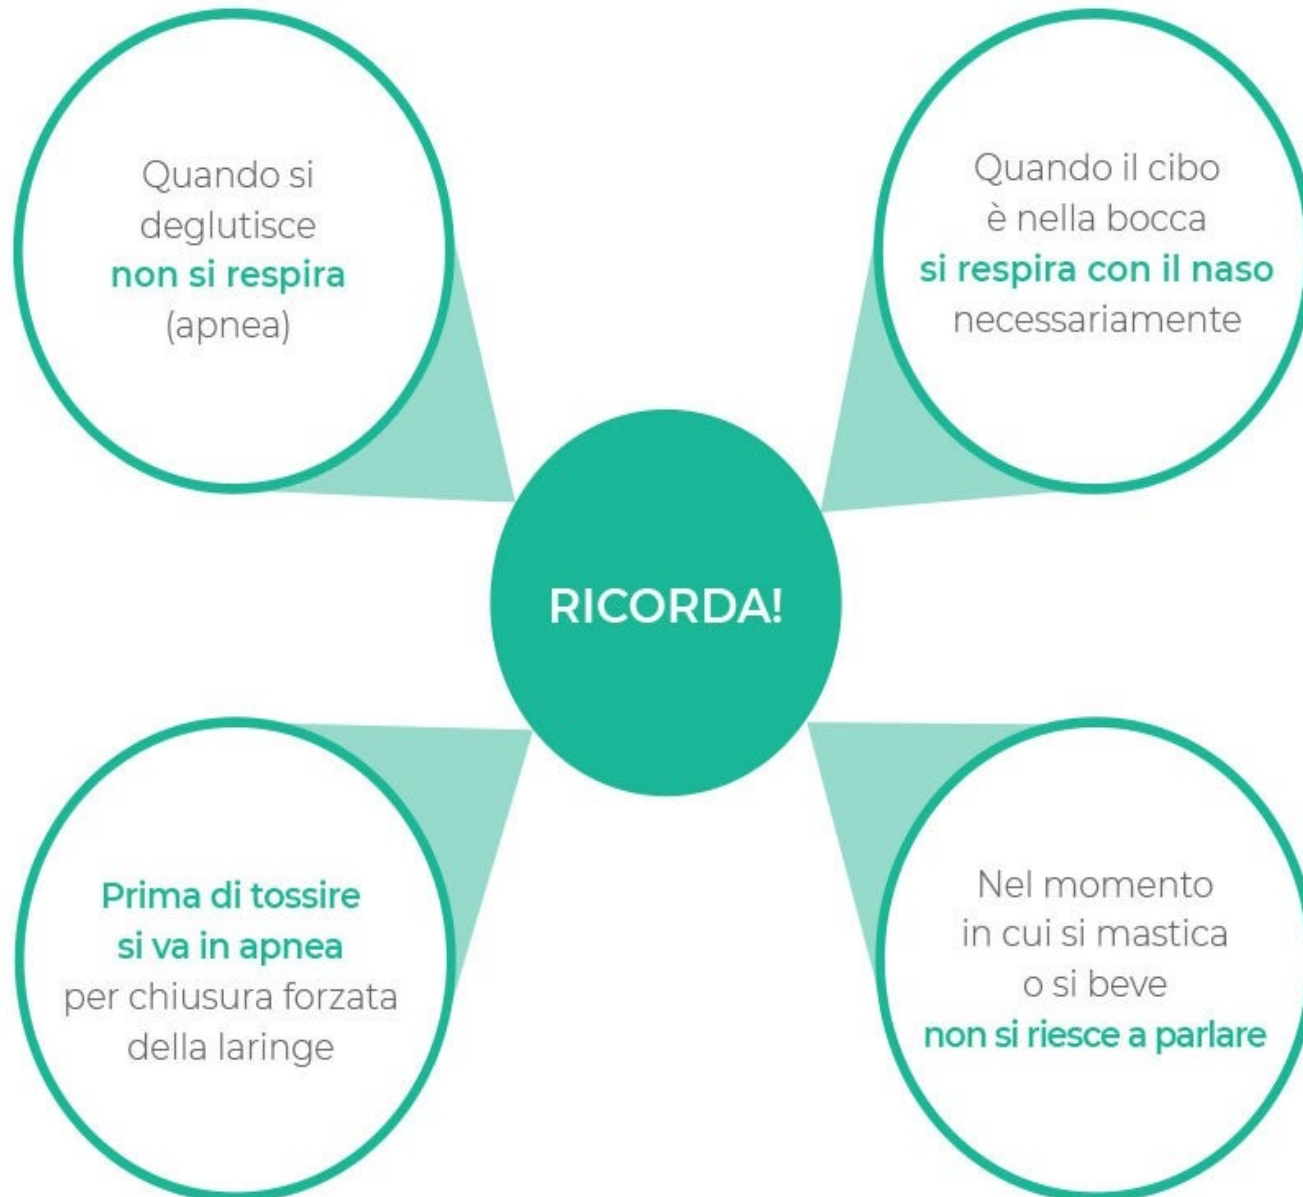 Quando si
deglutisce
non si respira
(apnea)
Quando il cibo
è nella bocca
si respira con il naso
necessariamente
RICORDA!
Prima di tossire
si va in apnea
per chiusura forzata
della laringe
Nel momento
in cui si mastica
o si beve
non si riesce a parlare